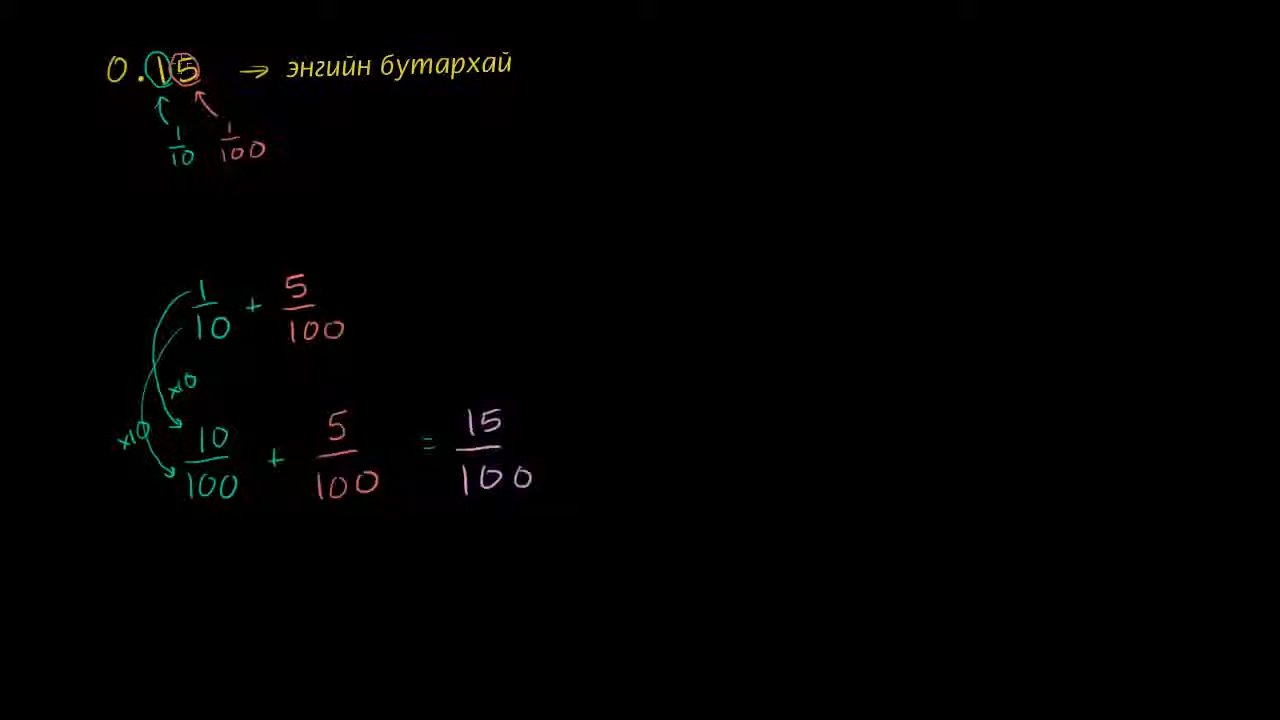 0.15 → энгийн бутархай
1/10 1/100
1/10 + 5/100
×10
×10
10/100 + 5/100 = 15/100